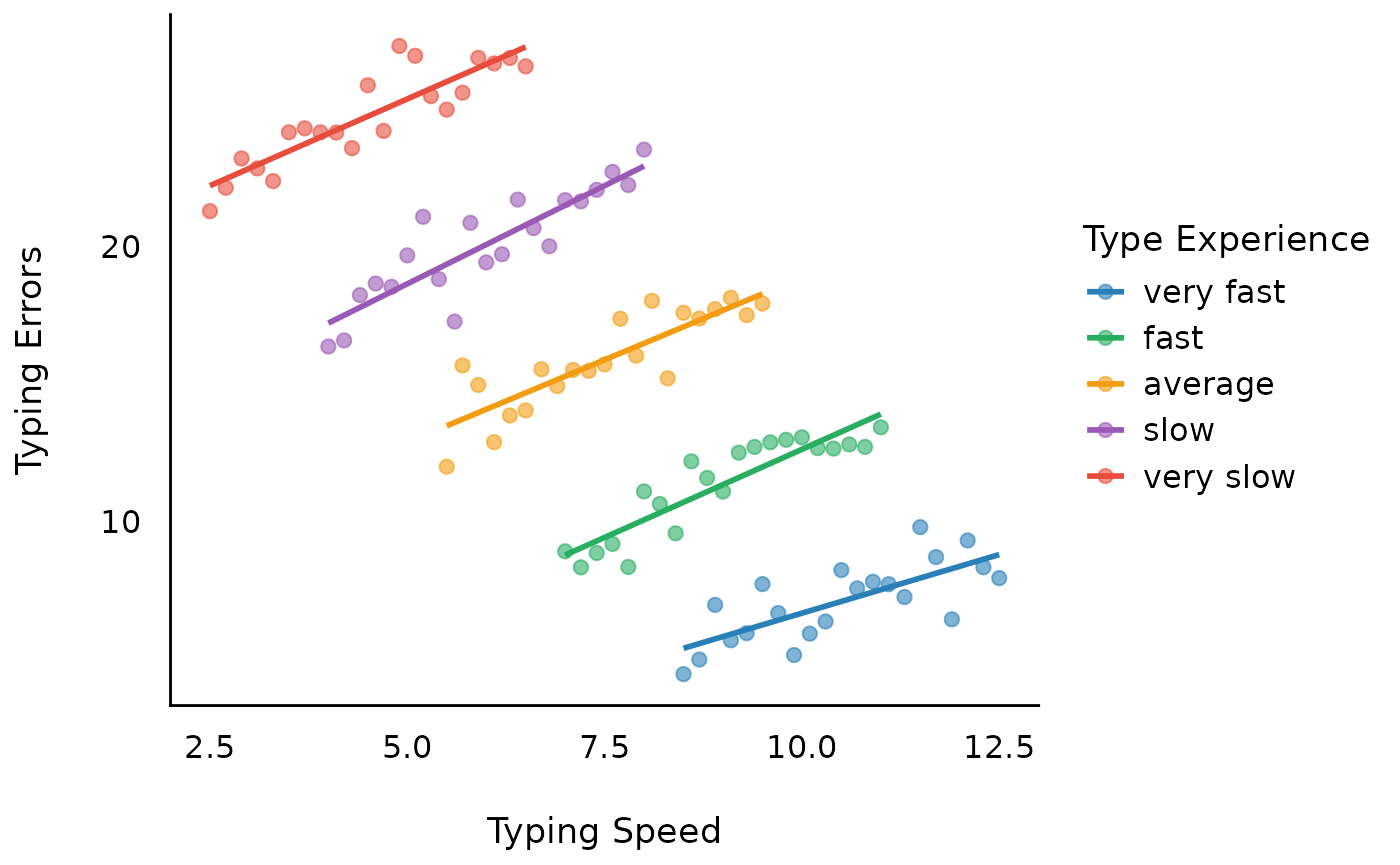 Typing Errors
20
10
2.5 5.0 7.5 10.0 12.5
Typing Speed
Type Experience
very fast
fast
average
slow
very slow